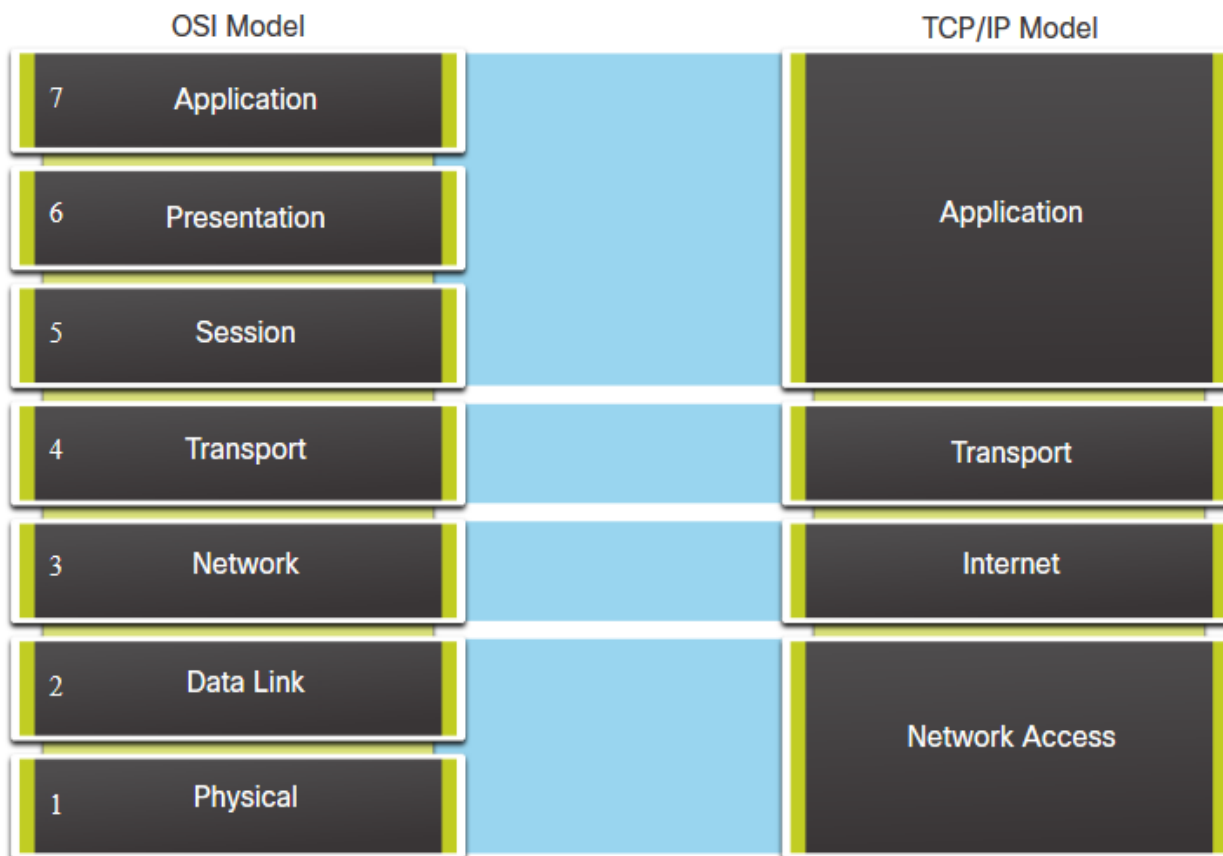 OSI Model
7 Application
6 Presentation
5 Session
4 Transport
3 Network
2 Data Link
1 Physical
TCP/IP Model
Application
Transport
Internet
Network Access